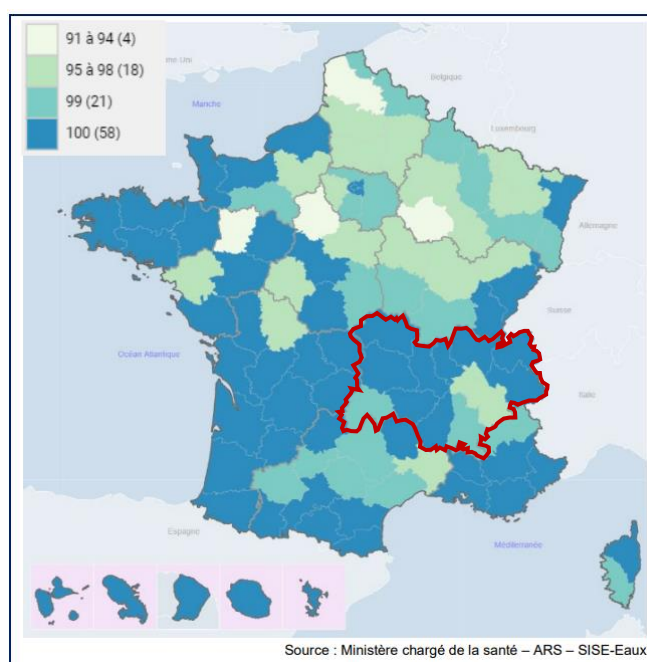 91 à 94 (4)
95 à 98 (18)
99 (21)
100 (58)
Manche
Belgique
Luxembourg
Allemagne
Suisse
Océan Atlantique
Italie
Espagne
Méditerranée
Source : Ministère chargé de la santé – ARS – SISE-Eaux